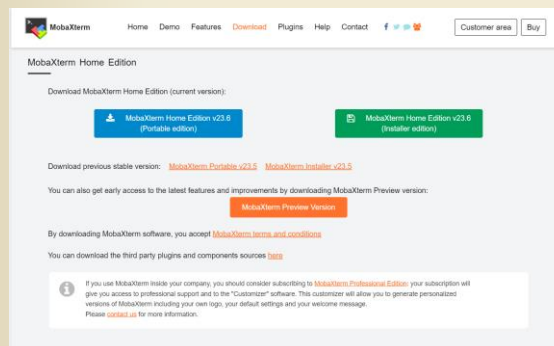 MobaXterm Home Demo Features Download Plugins Help Contact Customer area Buy
MobaXterm Home Edition
Download MobaXterm Home Edition (current version):
MobaXterm Home Edition v23.6
(Portable edition)
MobaXterm Home Edition v23.6
(Installer edition)
Download previous stable version: MobaXterm Portable v23.5 MobaXterm Installer v23.5
You can also get early access to the latest features and improvements by downloading MobaXterm Preview version:
MobaXterm Preview Version
By downloading MobaXterm software, you accept MobaXterm terms and conditions
You can download the third party plugins and components sources here
If you use MobaXterm inside your company, you should consider subscribing to MobaXterm Professional Edition: your subscription will
give you access to professional support and to the "Customizer" software. This customizer will allow you to generate personalized
versions of MobaXterm including your own logo, your default settings and your welcome message.
Please contact us for more information.